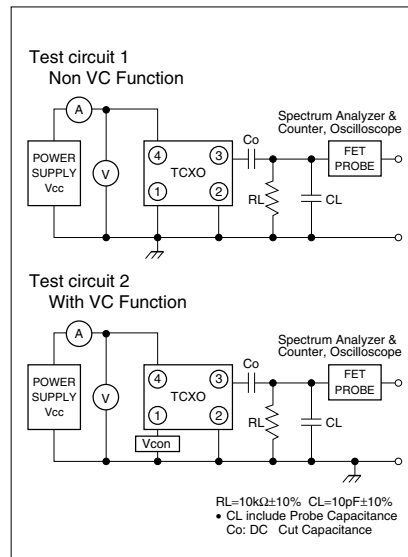 Test circuit 1
Non VC Function
A
Spectrum Analyzer &
Counter, Oscilloscope
Co
POWER
SUPPLY
Vcc
V
4
3
TCXO
1
2
FET
PROBE
RL
CL
Test circuit 2
With VC Function
A
Spectrum Analyzer &
Counter, Oscilloscope
Co
POWER
SUPPLY
Vcc
V
4
3
TCXO
1
2
FET
PROBE
Vcon
RL
CL
RL=10kΩ±10% CL=10pF±10%
• CL include Probe Capacitance
Co: DC Cut Capacitance